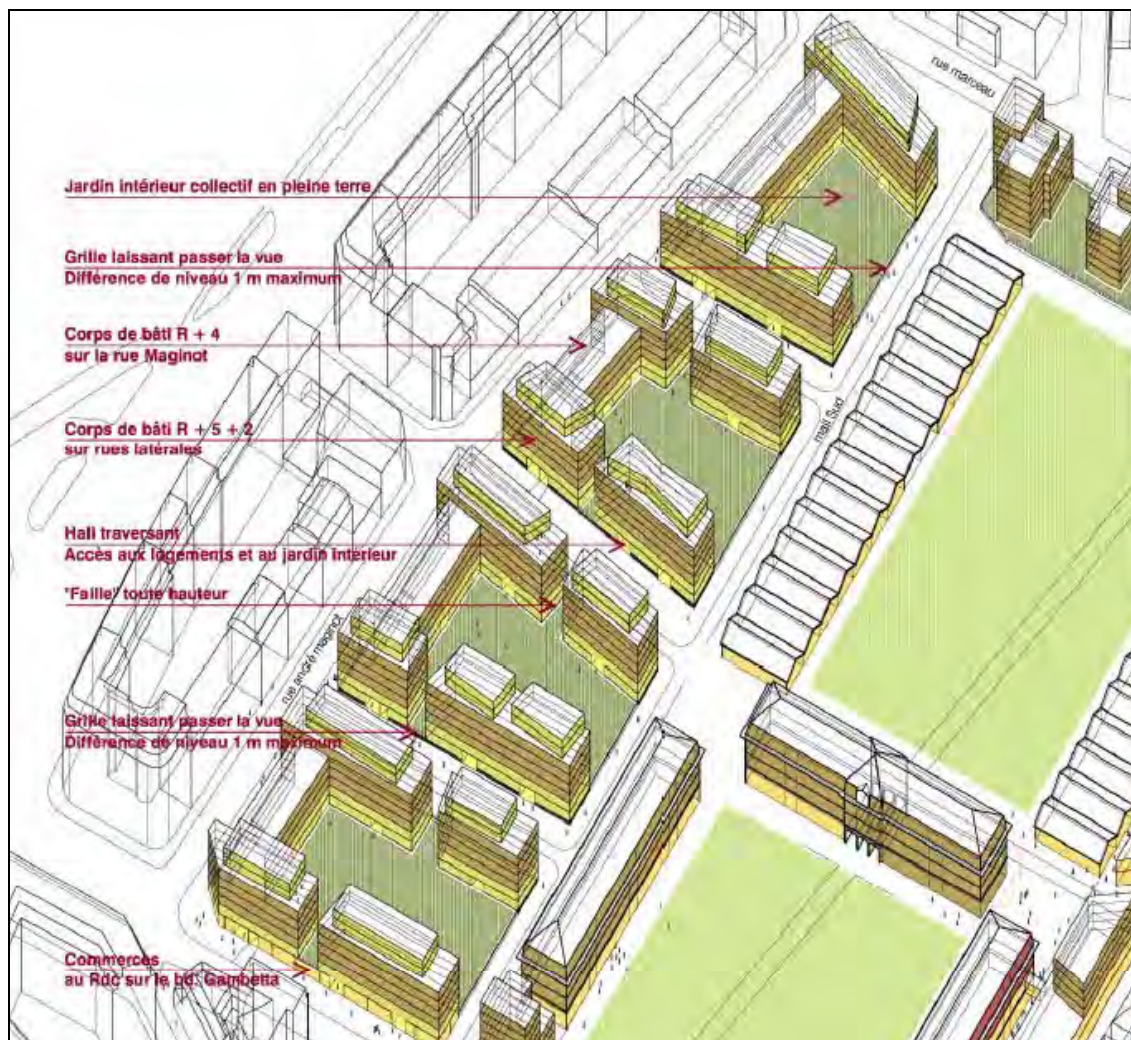 rue marceau
Jardin intérieur collectif en pleine terre
Grille laissant passer la vue
Différence de niveau 1 m maximum
Corps de bâti R + 4
sur la rue Maginot
mail Sud
Corps de bâti R + 5 + 2
sur rues latérales
Hall traversant
Accès aux logements et au jardin intérieur
"Faille" toute hauteur
rue andré maginot
Grille laissant passer la vue
Différence de niveau 1 m maximum
Commerces
au Rdc sur le bd. Gambetta